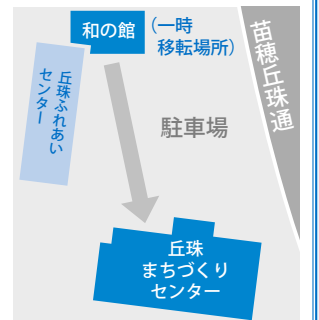 和の館
(一時
移転場所)
苗穂丘珠通
丘珠ふれあい
センター
駐車場
丘珠
まちづくり
センター